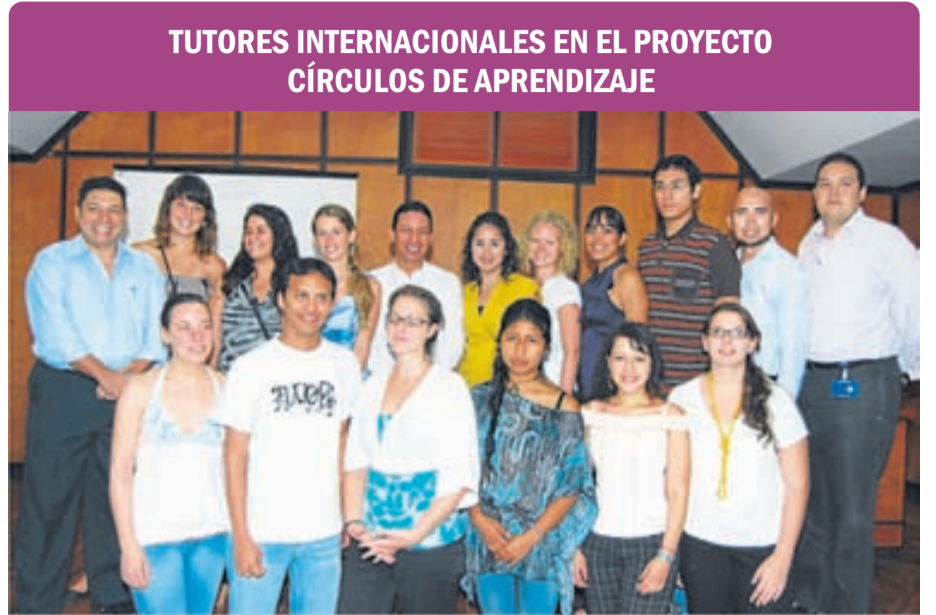 TUTORES INTERNACIONALES EN EL PROYECTO
CÍRCULOS DE APRENDIZAJE